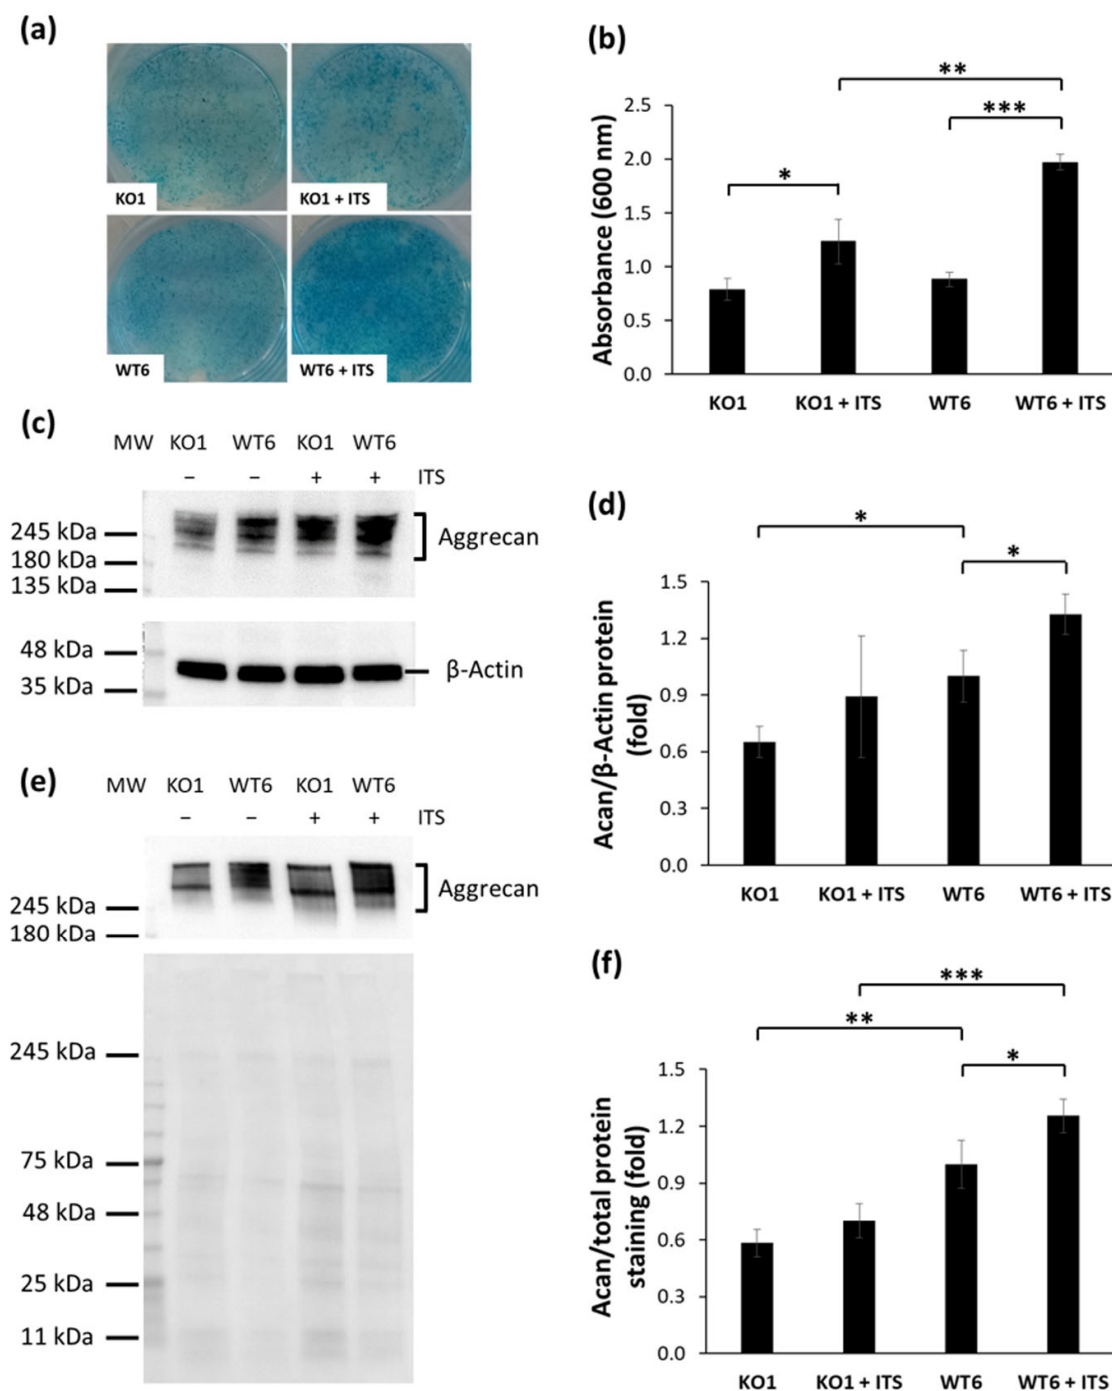 (a)
KO1
KO1 + ITS
WT6
WT6 + ITS
(b)
Absorbance (600 nm)
2.5
2.0
1.5
1.0
0.5
0.0
*
**
***
KO1 KO1 + ITS WT6 WT6 + ITS
(c)
MW KO1 WT6 KO1 WT6
– – + + ITS
245 kDa
180 kDa
135 kDa
Aggrecan
48 kDa
35 kDa
β-Actin
(d)
Acan/β-Actin protein
(fold)
1.5
1.2
0.9
0.6
0.3
0.0
*
*
KO1 KO1 + ITS WT6 WT6 + ITS
(e)
MW KO1 WT6 KO1 WT6
– – + + ITS
245 kDa
180 kDa
Aggrecan
245 kDa
75 kDa
48 kDa
25 kDa
11 kDa
(f)
Acan/total protein
staining (fold)
1.5
1.2
0.9
0.6
0.3
0.0
***
**
*
KO1 KO1 + ITS WT6 WT6 + ITS